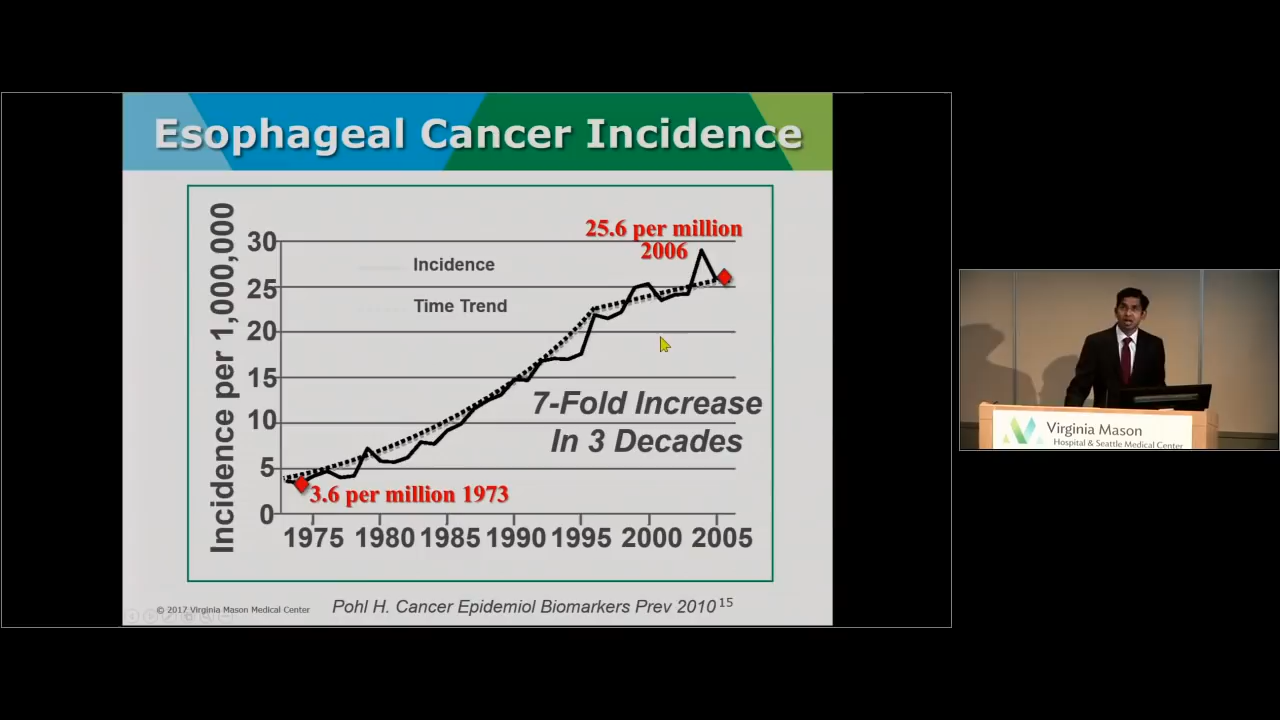 Esophageal Cancer Incidence
Incidence per 1,000,000
30
25
20
15
10
5
0
25.6 per million
2006
Incidence
Time Trend
7-Fold Increase
In 3 Decades
3.6 per million 1973
1975 1980 1985 1990 1995 2000 2005
© 2017 Virginia Mason Medical Center
Pohl H. Cancer Epidemiol Biomarkers Prev 2010 15
Virginia Mason
Hospital & Seattle Medical Center